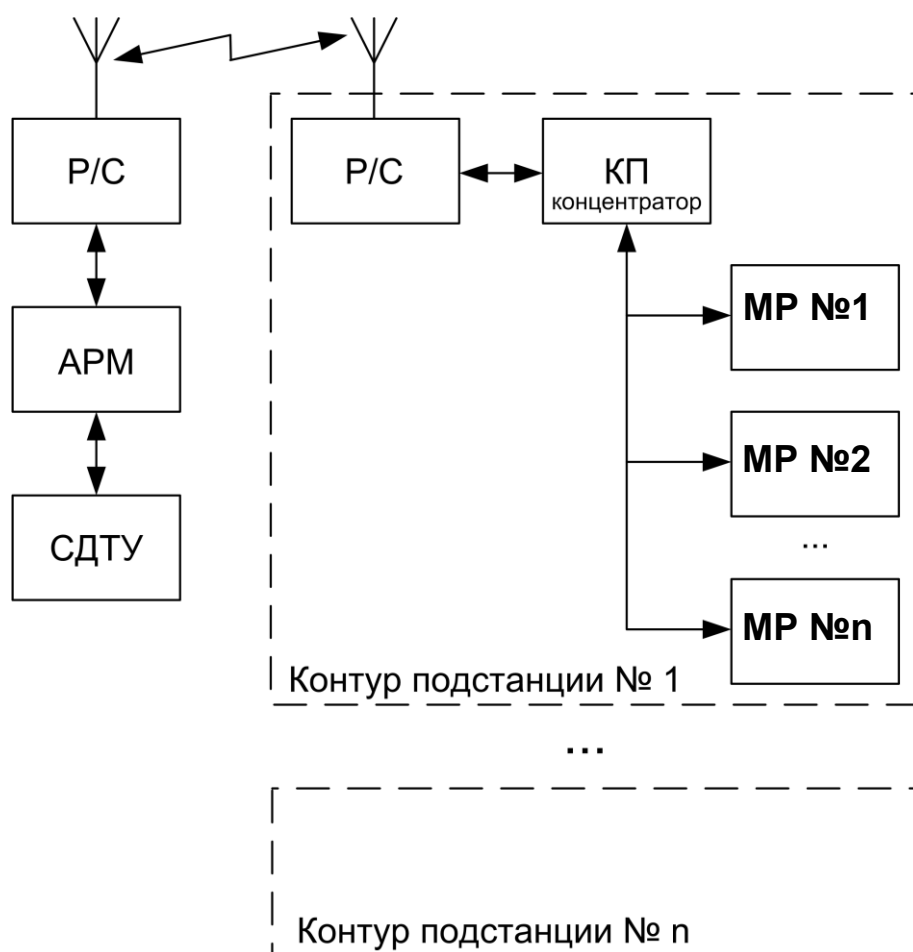 Р/С
АРМ
СДТУ
Р/С
КП
концентратор
МР №1
МР №2
...
МР №n
Контур подстанции № 1
...
Контур подстанции № n